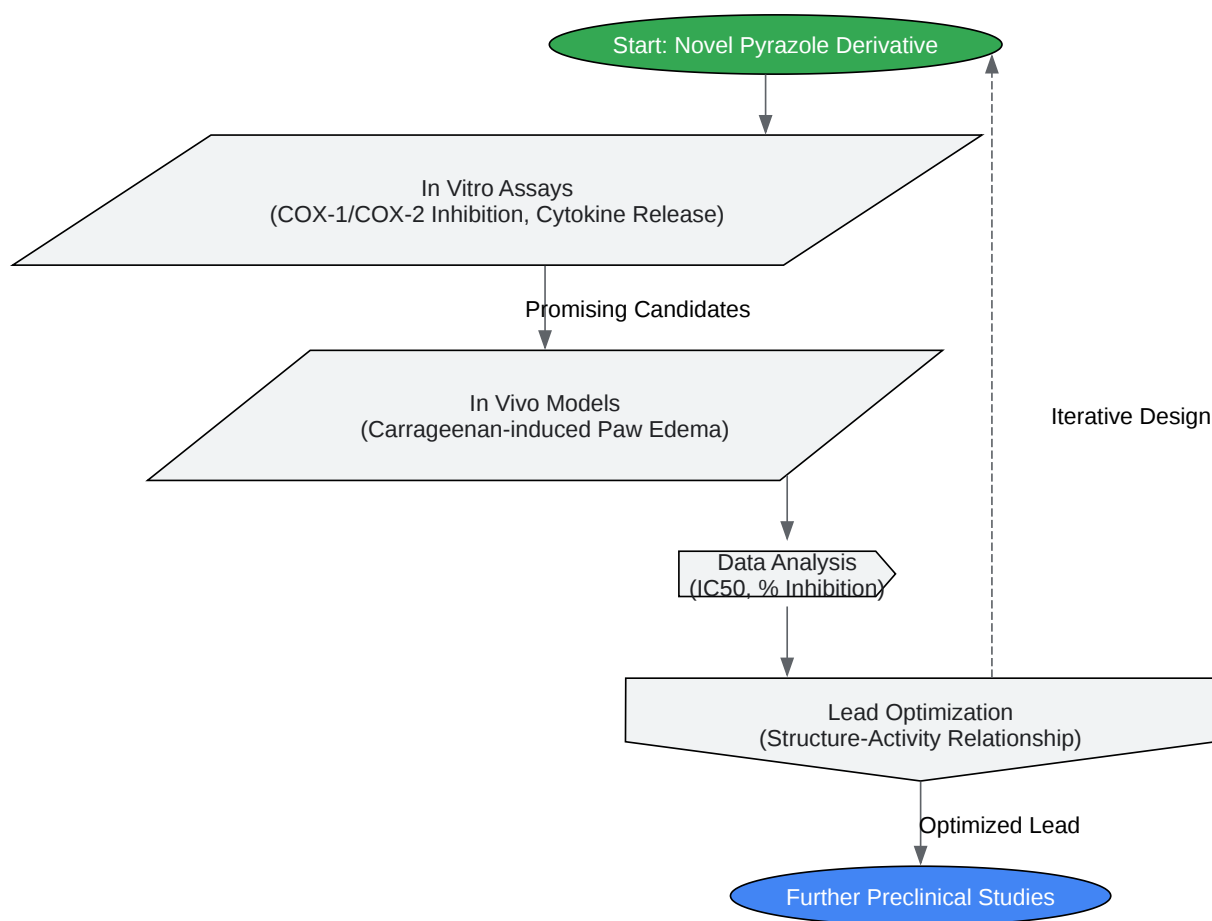 Start: Novel Pyrazole Derivative
In Vitro Assays
(COX-1/COX-2 Inhibition, Cytokine Release)
Promising Candidates
In Vivo Models
(Carrageenan-induced Paw Edema)
Iterative Design
Data Analysis
(IC50, % Inhibition)
Lead Optimization
(Structure-Activity Relationship)
Optimized Lead
Further Preclinical Studies